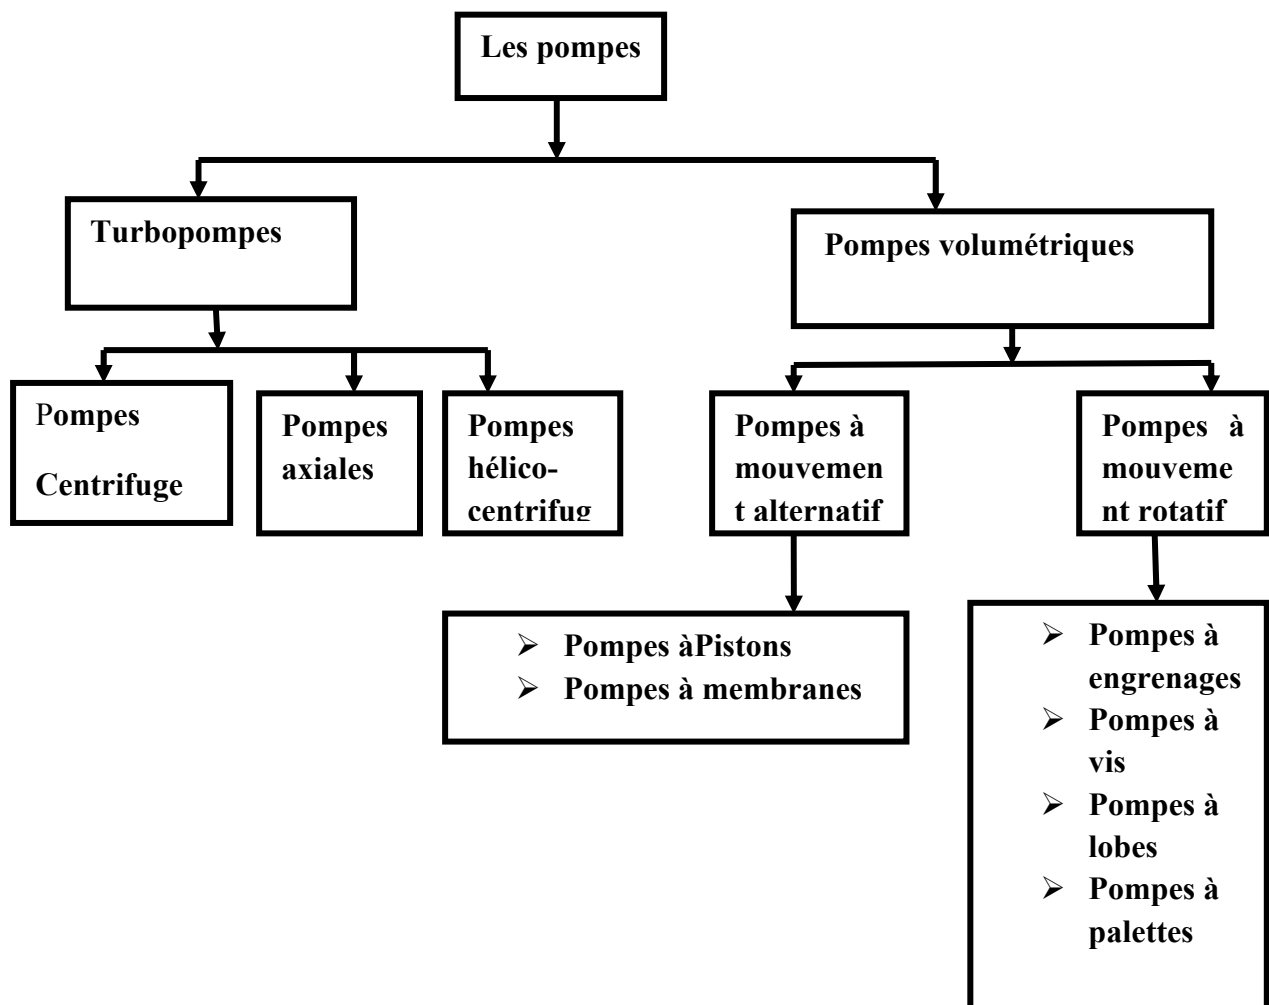 Les pompes
Turbopompes
Pompes volumétriques
Pompes
Centrifuge
Pompes
axiales
Pompes
hélico-
centrifug
Pompes à
mouvemen
t alternatif
Pompes à
mouveme
nt rotatif
➢ Pompes àPistons
➢ Pompes à membranes
➢ Pompes à
engrenages
➢ Pompes à
vis
➢ Pompes à
lobes
➢ Pompes à
palettes